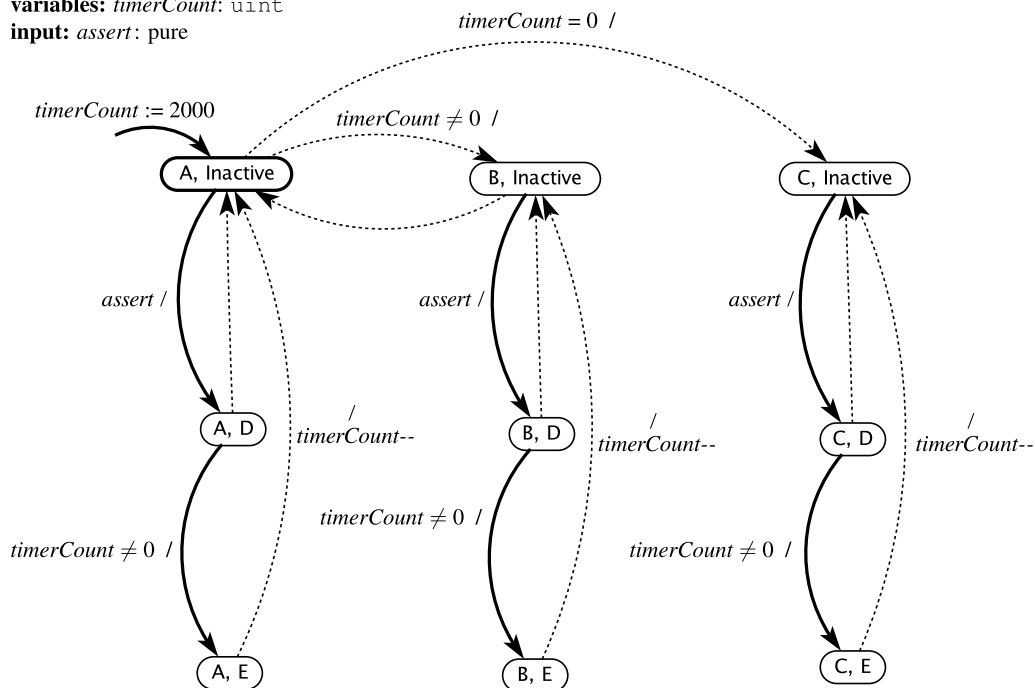 variables: timerCount: uint
input: assert: pure
timerCount = 0 /
timerCount := 2000
timerCount ≠ 0 /
A, Inactive
B, Inactive
C, Inactive
assert /
assert /
assert /
A, D
B, D
C, D
/
timerCount--
/
timerCount--
/
timerCount--
timerCount ≠ 0 /
timerCount ≠ 0 /
timerCount ≠ 0 /
A, E
B, E
C, E